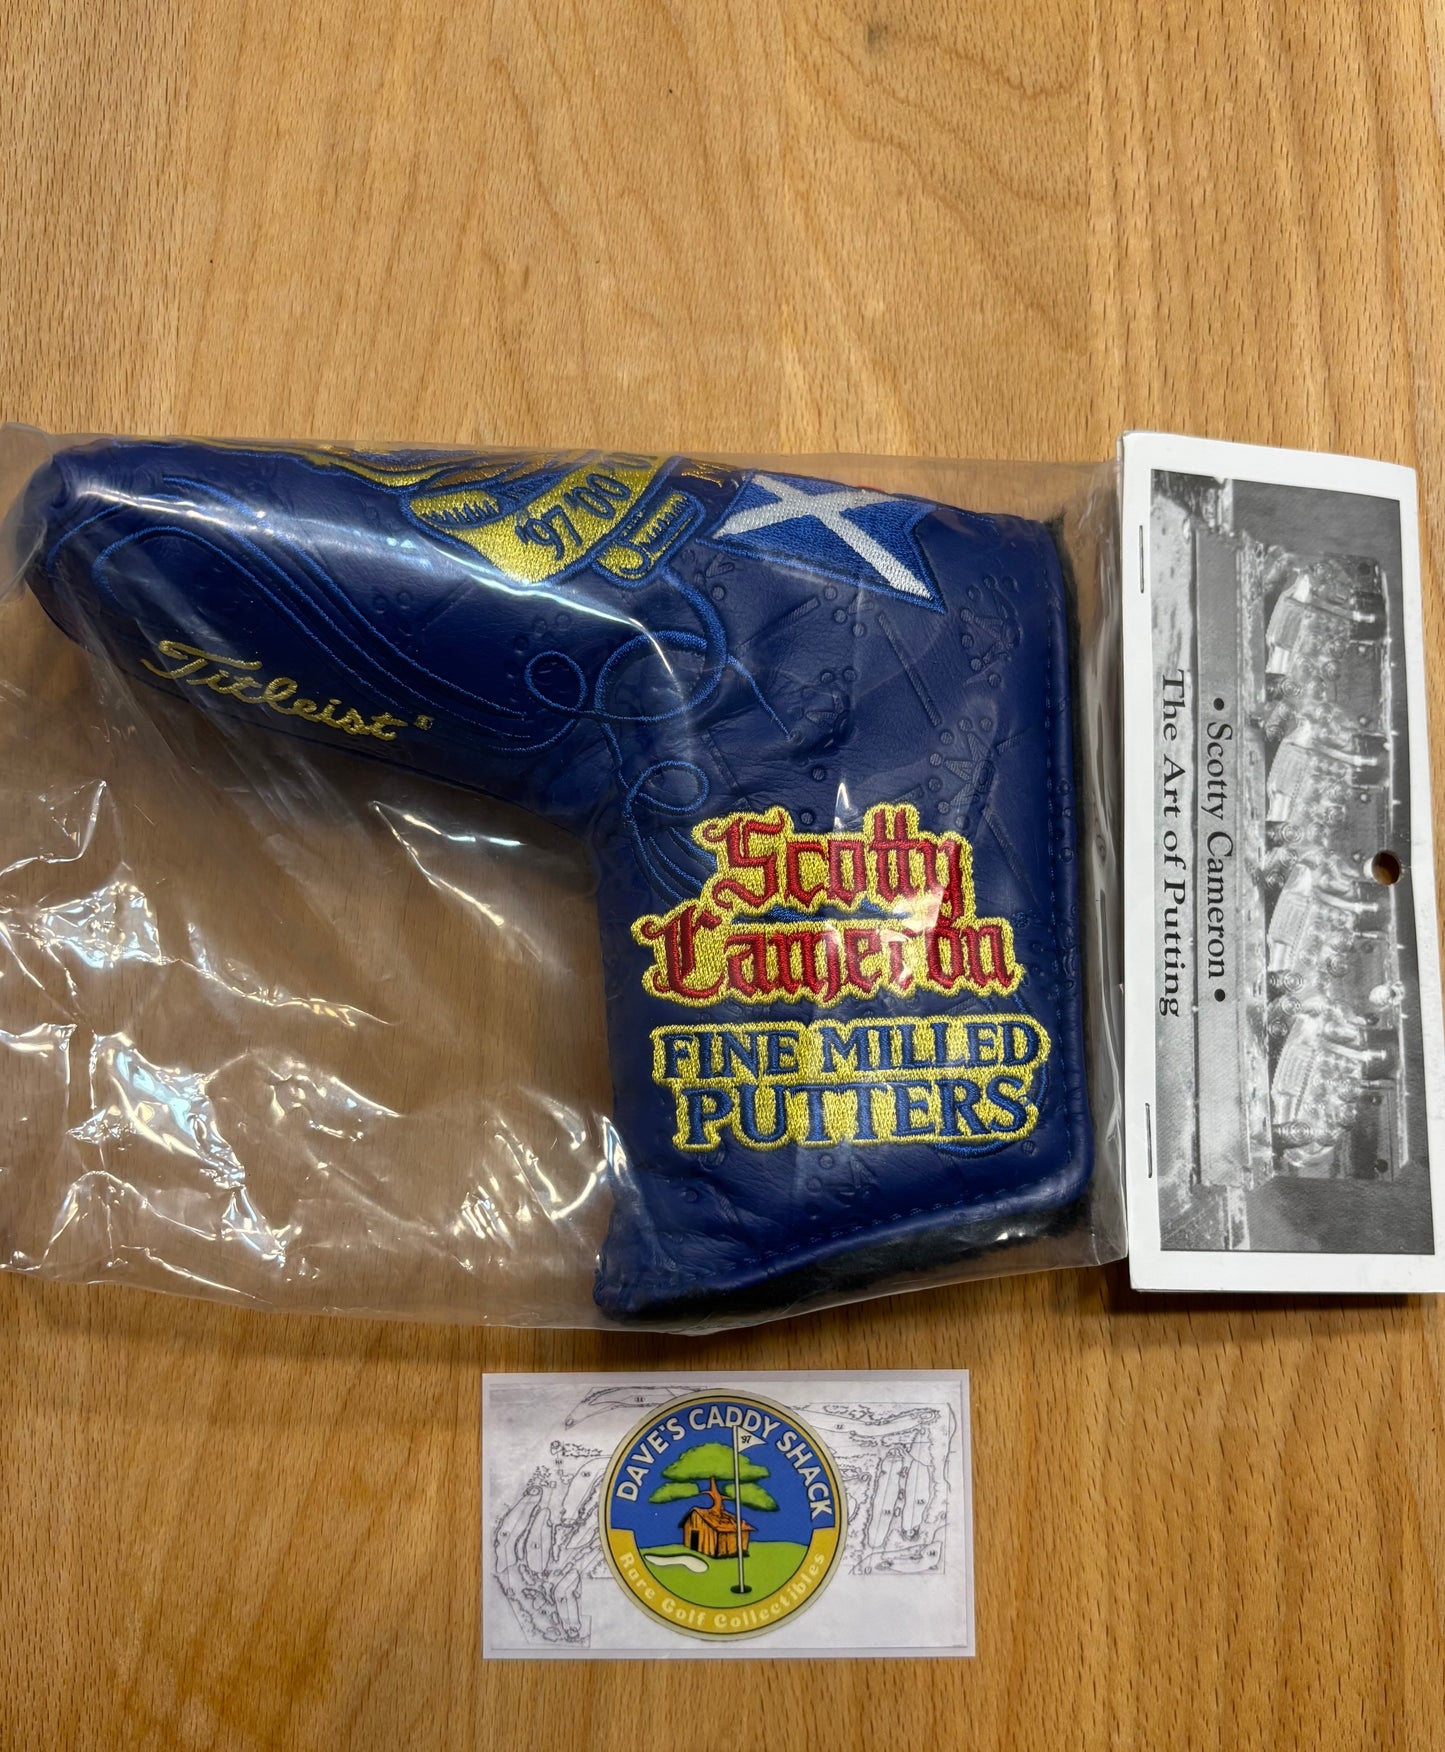 '97 '00
Titleist
Scotty
Cameron
FINE MILLED
PUTTERS
• Scotty Cameron •
The Art of Putting
DAVE'S CADDY SHACK
97
Rare Golf Collectibles